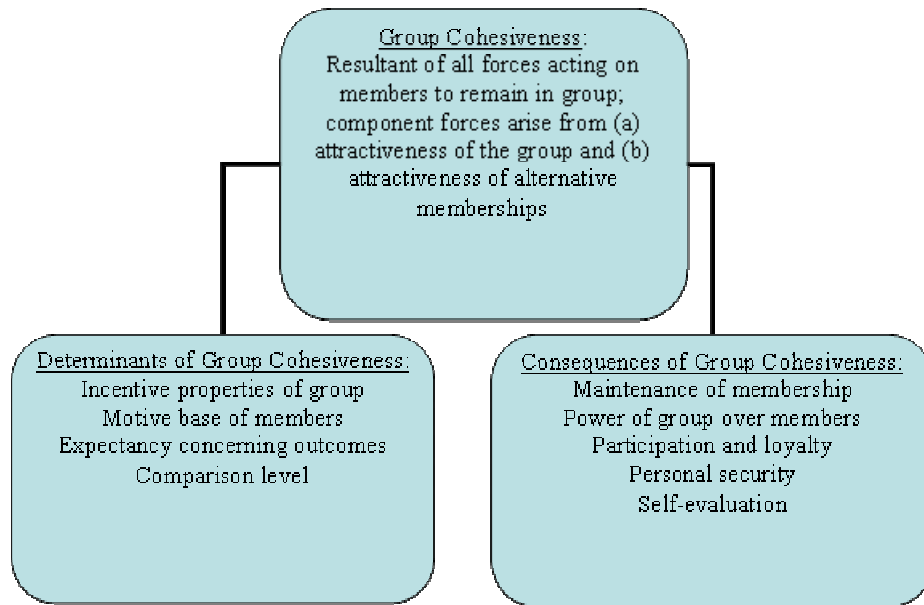 Group Cohesiveness:
Resultant of all forces acting on
members to remain in group;
component forces arise from (a)
attractiveness of the group and (b)
attractiveness of alternative
memberships
Determinants of Group Cohesiveness:
Incentive properties of group
Motive base of members
Expectancy concerning outcomes
Comparison level
Consequences of Group Cohesiveness:
Maintenance of membership
Power of group over members
Participation and loyalty
Personal security
Self-evaluation